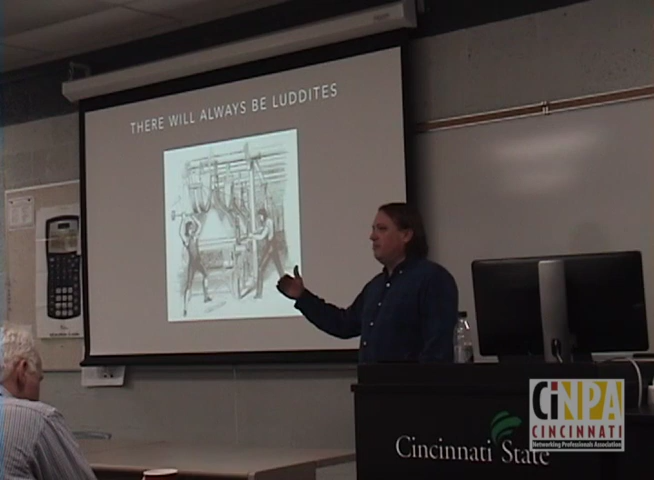 THERE WILL ALWAYS BE LUDDITES
CiNPA
CINCINNATI
Networking Professionals Association
Cincinnati State